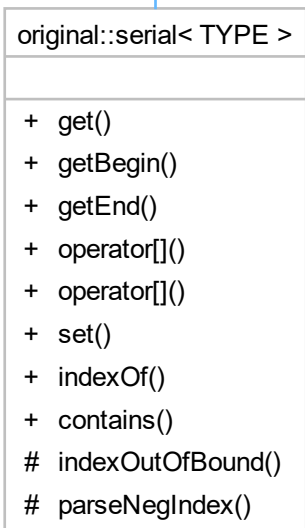 original::serial< TYPE >
+ get()
+ getBegin()
+ getEnd()
+ operator[]()
+ operator[]()
+ set()
+ indexOf()
+ contains()
# indexOutOfBound()
# parseNegIndex()